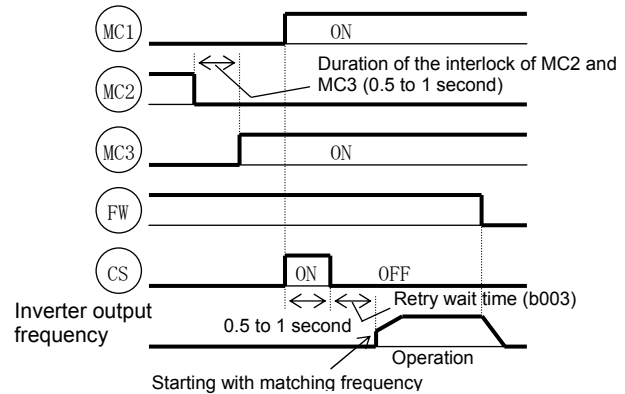 MC1
ON
Duration of the interlock of MC2 and
MC3 (0.5 to 1 second)
MC2
MC3
ON
FW
CS
ON
OFF
Retry wait time (b003)
Inverter output
frequency
0.5 to 1 second
Operation
Starting with matching frequency